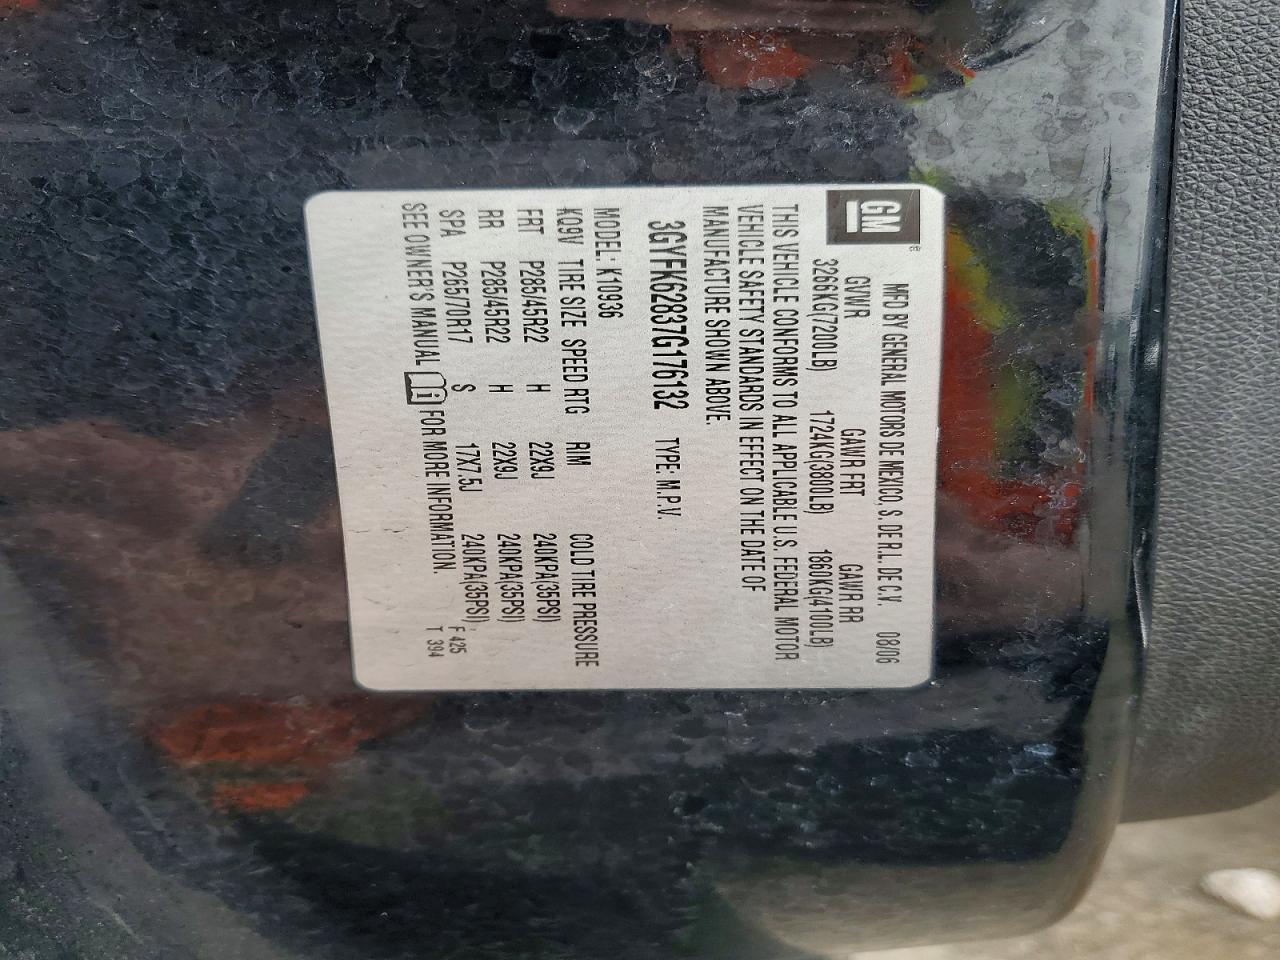 GM®
MFD BY GENERAL MOTORS DE MEXICO, S. DE R.L. DE C.V. 08/06
GVWR GAWR FRT GAWR RR
3266KG(7200LB) 1724KG(3800LB) 1860KG(4100LB)
THIS VEHICLE CONFORMS TO ALL APPLICABLE U.S. FEDERAL MOTOR
VEHICLE SAFETY STANDARDS IN EFFECT ON THE DATE OF
MANUFACTURE SHOWN ABOVE.
3GYFK62837G176132 TYPE: M.P.V.
MODEL: K10936
K09V TIRE SIZE SPEED RTG RIM COLD TIRE PRESSURE
FRT P285/45R22 H 22X9J 240KPA(35PSI)
RR P285/45R22 H 22X9J 240KPA(35PSI)
SPA P265/70R17 S 17X7.5J 240KPA(35PSI)
SEE OWNER'S MANUAL FOR MORE INFORMATION.
F 425
T 394